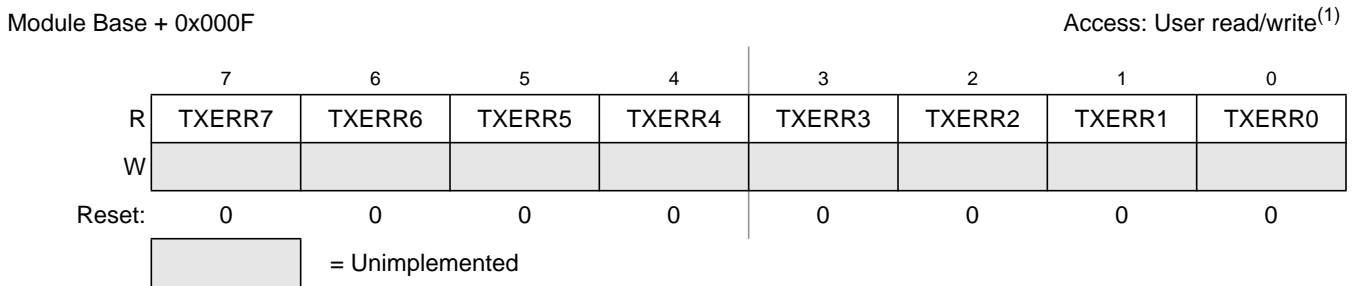 Module Base + 0x000F Access: User read/write(1)
7 6 5 4 3 2 1 0
R TXERR7 TXERR6 TXERR5 TXERR4 TXERR3 TXERR2 TXERR1 TXERR0
W
Reset: 0 0 0 0 0 0 0 0
= Unimplemented